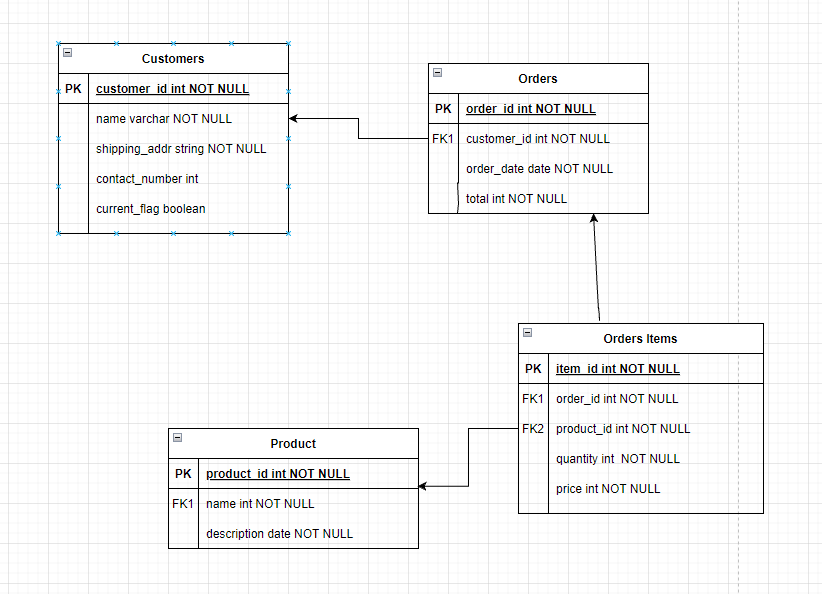 Customers
PK customer_id int NOT NULL
name varchar NOT NULL
shipping_addr string NOT NULL
contact_number int
current_flag boolean
Orders
PK order_id int NOT NULL
FK1 customer_id int NOT NULL
order_date date NOT NULL
total int NOT NULL
Orders Items
PK item_id int NOT NULL
FK1 order_id int NOT NULL
FK2 product_id int NOT NULL
quantity int  NOT NULL
price int NOT NULL
Product
PK product_id int NOT NULL
FK1 name int NOT NULL
description date NOT NULL